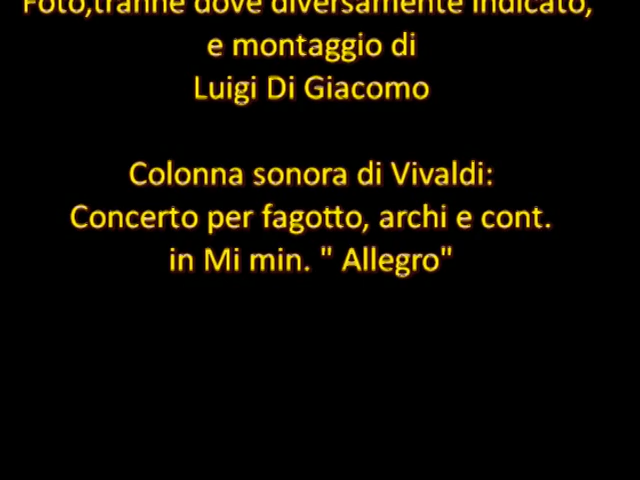 Foto,tranne dove diversamente indicato,
e montaggio di
Luigi Di Giacomo
Colonna sonora di Vivaldi:
Concerto per fagotto, archi e cont.
in Mi min. " Allegro"